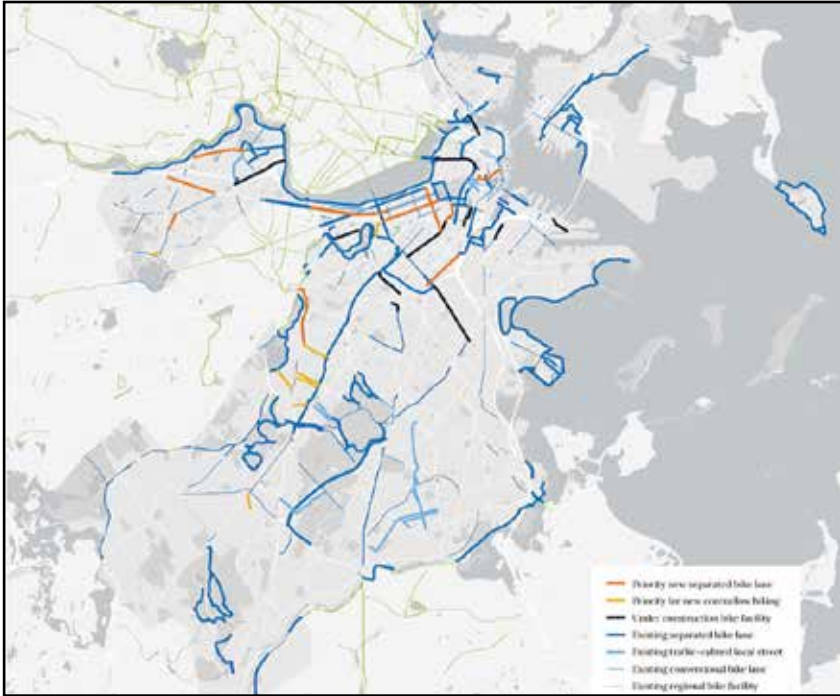 Priority new separated bike lane
Priority for new contraflow biking
Under construction bike facility
Existing separated bike lane
Existing traffic-calmed local street
Existing conventional bike lane
Existing regional bike facility